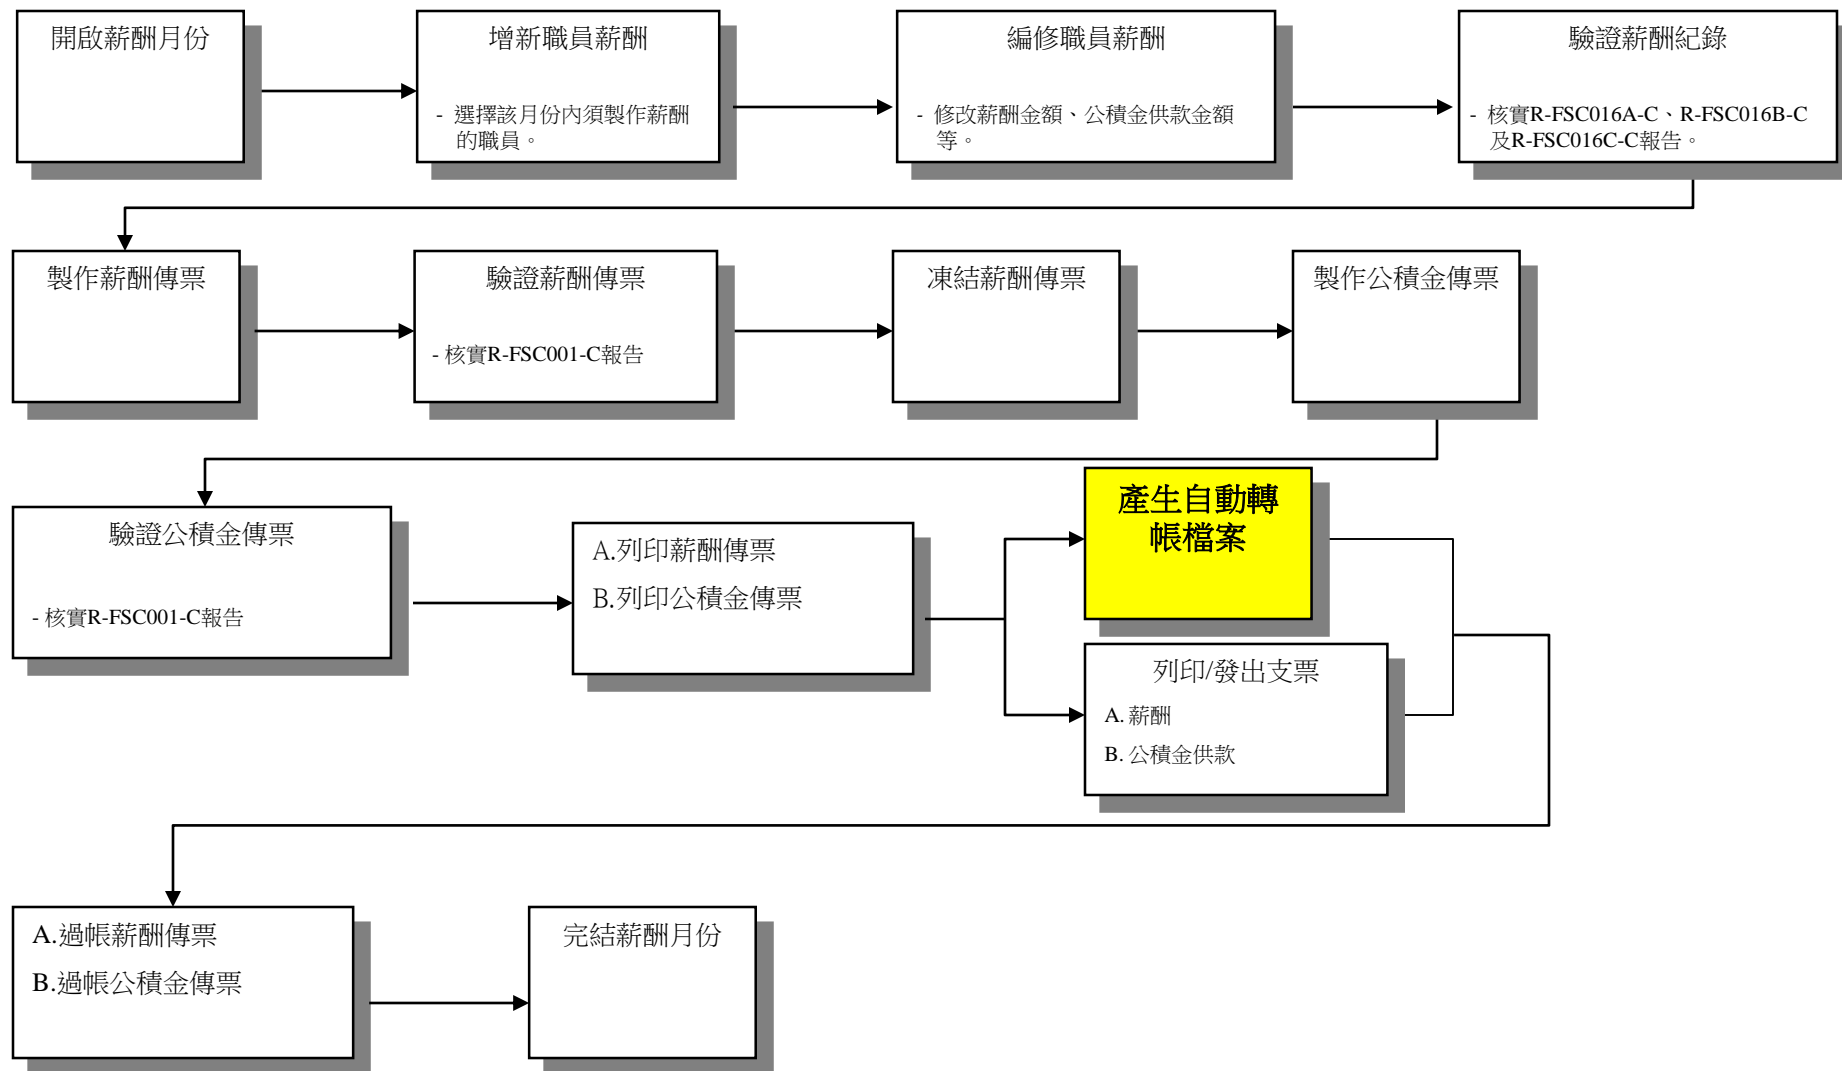 開啟薪酬月份
增新職員薪酬
- 選擇該月份內須製作薪酬
的職員。
編修職員薪酬
- 修改薪酬金額、公積金供款金額
等。
驗證薪酬紀錄
- 核實R-FSC016A-C、R-FSC016B-C
及R-FSC016C-C報告。
製作薪酬傳票
驗證薪酬傳票
- 核實R-FSC001-C報告
凍結薪酬傳票
製作公積金傳票
驗證公積金傳票
- 核實R-FSC001-C報告
A.列印薪酬傳票
B.列印公積金傳票
產生自動轉
帳檔案
列印/發出支票
A. 薪酬
B. 公積金供款
A.過帳薪酬傳票
B.過帳公積金傳票
完結薪酬月份